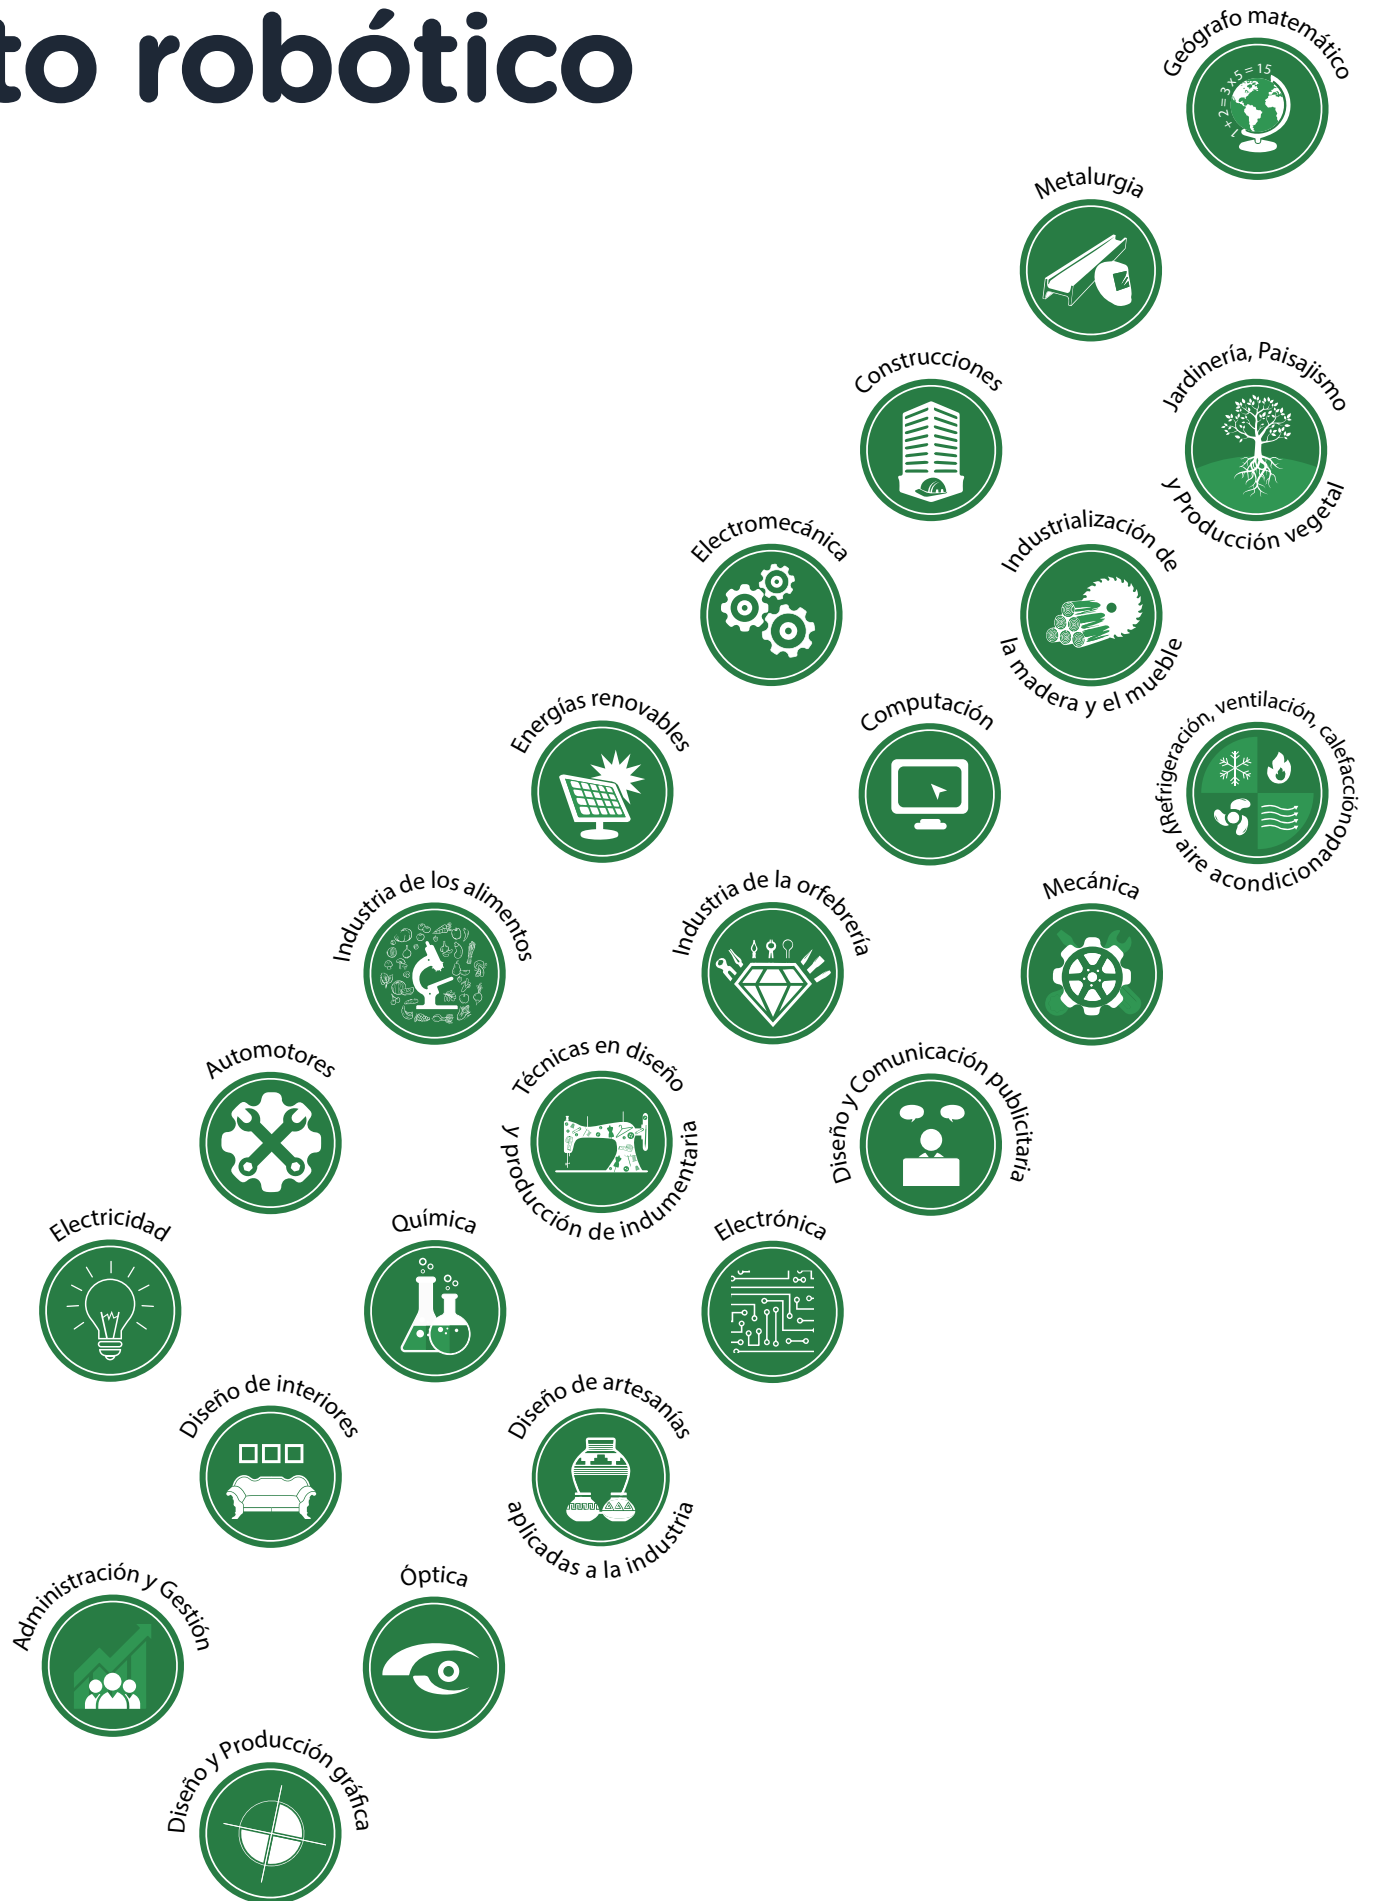 to robótico
Geógrafo matemático
1 + 2 = 3 x 5 = 15
Metalurgia
Construcciones
Jardinería, Paisajismo
y Producción vegetal
Electromecánica
Industrialización de
la madera y el mueble
Energías renovables
Computación
Refrigeración, ventilación, calefacción
y aire acondicionado
Industria de los alimentos
Industria de la orfebrería
Mecánica
Automotores
Técnicas en diseño
y producción de indumentaria
Diseño y Comunicación publicitaria
Electricidad
Química
Electrónica
Diseño de interiores
Diseño de artesanías
aplicadas a la industria
Administración y Gestión
Óptica
Diseño y Producción gráfica